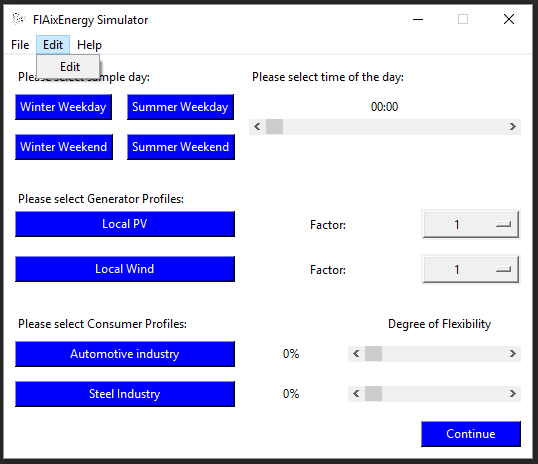 FlAixEnergy Simulator
File Edit Help
Edit
Please select sample day: Please select time of the day:
Winter Weekday Summer Weekday 00:00
Winter Weekend Summer Weekend
Please select Generator Profiles:
Local PV Factor: 1
Local Wind Factor: 1
Please select Consumer Profiles: Degree of Flexibility
Automotive industry 0%
Steel Industry 0%
Continue